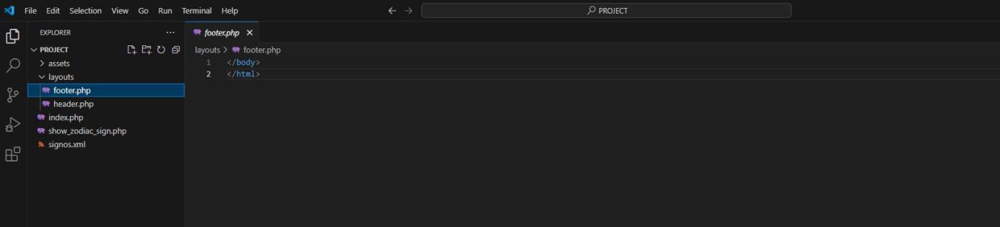 File Edit Selection View Go Run Terminal Help
PROJECT
EXPLORER
PROJECT
assets
layouts
footer.php
header.php
index.php
show_zodiac_sign.php
signos.xml
footer.php
layouts > footer.php
1 </body>
2 </html>